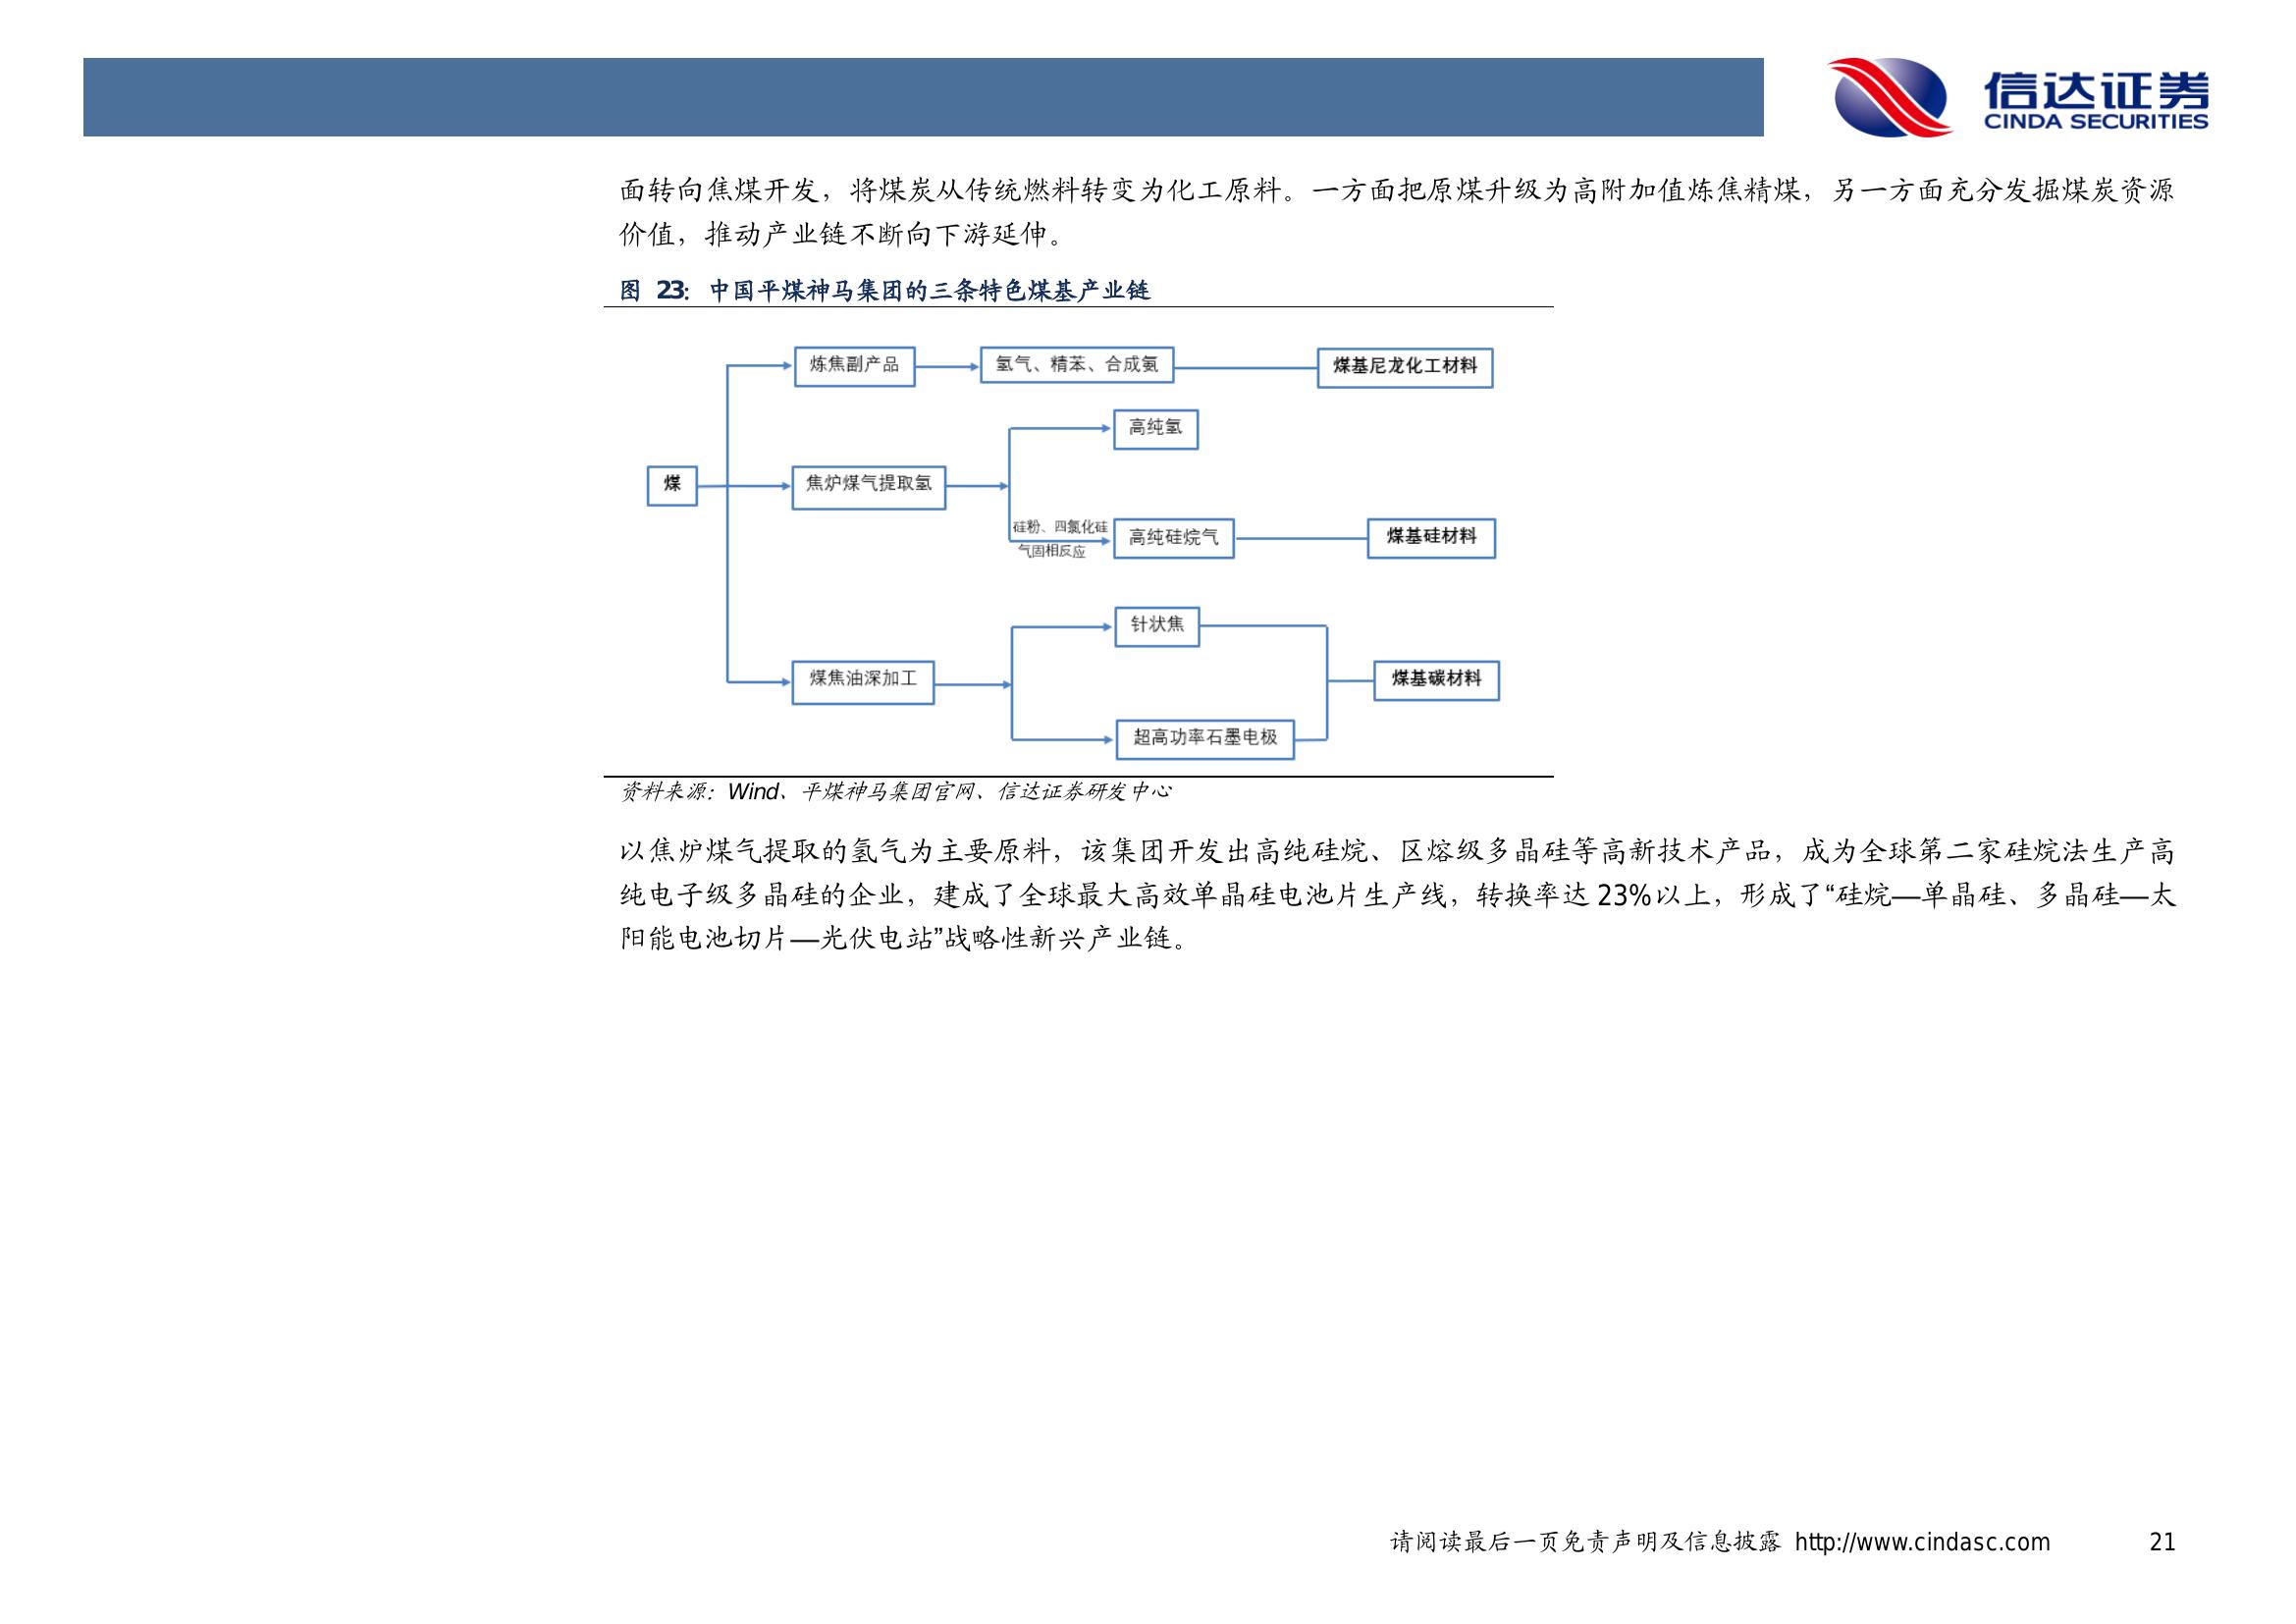 信达证券
CINDA SECURITIES
面转向焦煤开发，将煤炭从传统燃料转变为化工原料。一方面把原煤升级为高附加值炼焦精煤，另一方面充分发掘煤炭资源
价值，推动产业链不断向下游延伸。
图 23：中国平煤神马集团的三条特色煤基产业链
炼焦副产品
氢气、精苯、合成氨
煤基尼龙化工材料
高纯氢
煤
焦炉煤气提取氢
硅粉、四氯化硅
气固相反应
高纯硅烷气
煤基硅材料
针状焦
煤焦油深加工
煤基碳材料
超高功率石墨电极
资料来源：Wind、平煤神马集团官网、信达证券研发中心
以焦炉煤气提取的氢气为主要原料，该集团开发出高纯硅烷、区熔级多晶硅等高新技术产品，成为全球第二家硅烷法生产高
纯电子级多晶硅的企业，建成了全球最大高效单晶硅电池片生产线，转换率达 23%以上，形成了“硅烷—单晶硅、多晶硅—太
阳能电池切片—光伏电站”战略性新兴产业链。
请阅读最后一页免责声明及信息披露 http://www.cindasc.com 21